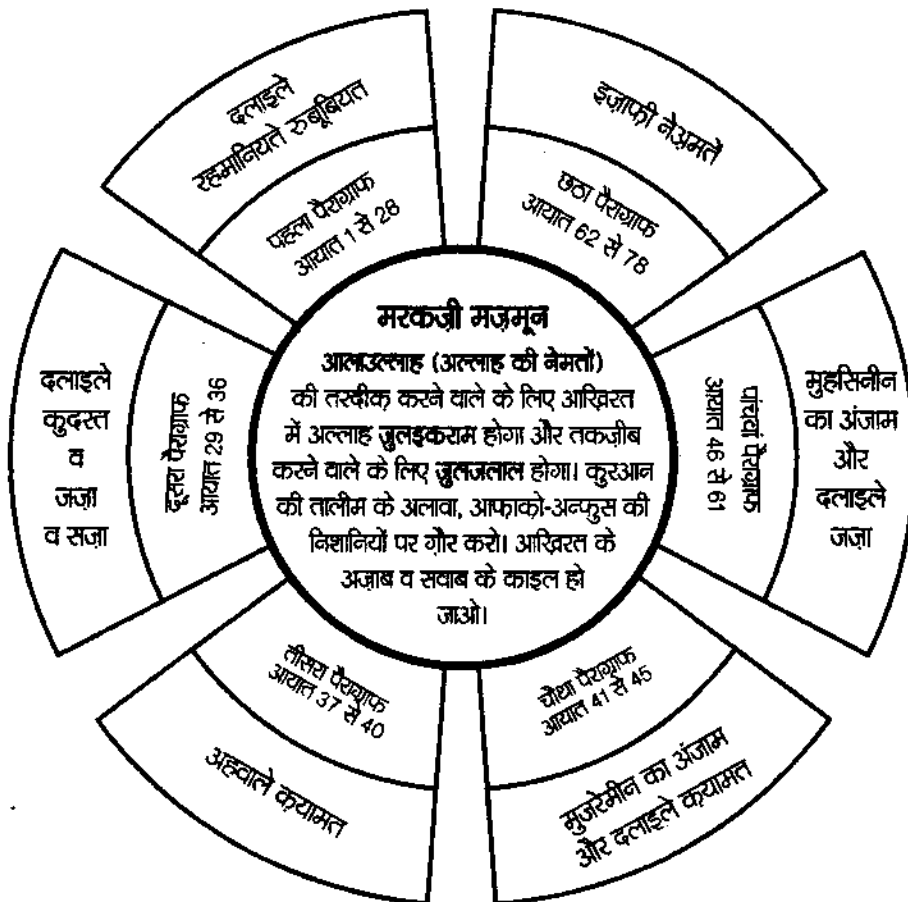 दलाइले
रहमानियते रुबूबियत
पहला पैराग्राफ
आयात 1 से 28
इज़ाफ़ी नेअ़मतें
छठा पैराग्राफ
आयात 62 से 78
मरकज़ी मज़मून
आलाउल्लाह (अल्लाह की नेमतों)
की तस्दीक़ करने वाले के लिए आख़िरत
में अल्लाह जुलइकराम होगा और तकज़ीब
करने वाले के लिए जुलजलाल होगा। कुरआन
की तालीम के अलावा, आफ़ाको-अन्फुस की
निशानियों पर ग़ौर करो। आख़िरत के
अज़ाब व सवाब के काइल हो
जाओ।
दलाइले
कुदरत
व
जज़ा
व सज़ा
दूसरा पैराग्राफ
आयात 29 से 36
पांचवां पैराग्राफ
आयात 46 से 61
मुहसिनीन
का अंजाम
और
दलाइले
जज़ा
तीसरा पैराग्राफ
आयात 37 से 40
अहवाले क़यामत
चौथा पैराग्राफ
आयात 41 से 45
मुजरेमीन का अंजाम
और दलाइले क़यामत